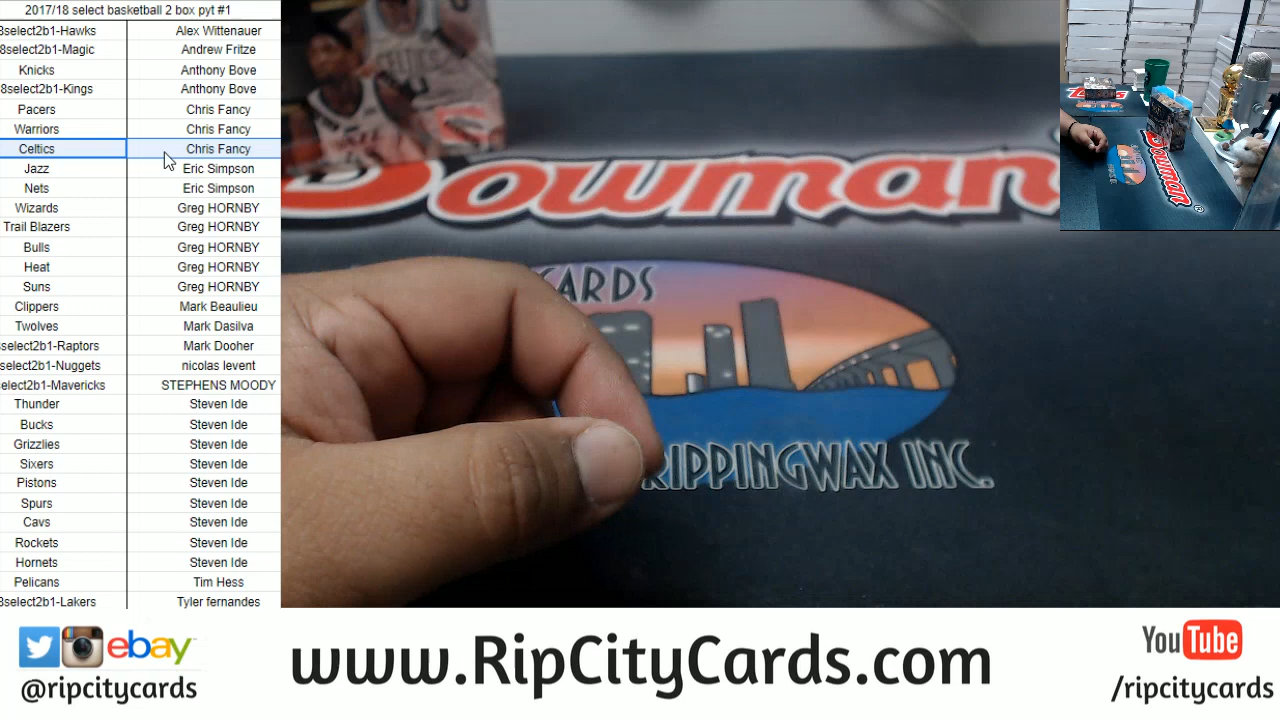 2017/18 select basketball 2 box pyt #1
8select2b1-Hawks Alex Wittenauer
8select2b1-Magic Andrew Fritze
Knicks Anthony Bove
8select2b1-Kings Anthony Bove
Pacers Chris Fancy
Warriors Chris Fancy
Celtics Chris Fancy
Jazz Eric Simpson
Nets Eric Simpson
Wizards Greg HORNBY
Trail Blazers Greg HORNBY
Bulls Greg HORNBY
Heat Greg HORNBY
Suns Greg HORNBY
Clippers Mark Beaulieu
Twolves Mark Dasilva
select2b1-Raptors Mark Dooher
select2b1-Nuggets nicolas levent
elect2b1-Mavericks STEPHENS MOODY
Thunder Steven Ide
Bucks Steven Ide
Grizzlies Steven Ide
Sixers Steven Ide
Pistons Steven Ide
Spurs Steven Ide
Cavs Steven Ide
Rockets Steven Ide
Hornets Steven Ide
Pelicans Tim Hess
8select2b1-Lakers Tyler fernandes
Bowman
CARDS
RIPPINGWAX INC.
Bowman
ebay
@ripcitycards
www.RipCityCards.com
YouTube
/ripcitycards